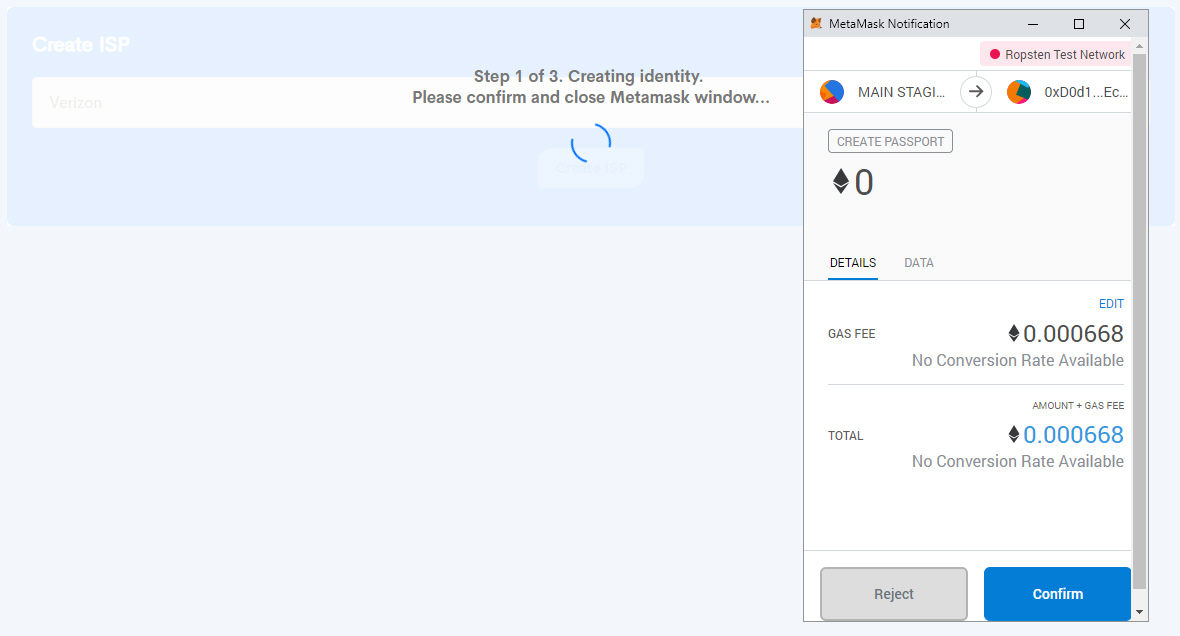 Create ISP
Verizon
Step 1 of 3. Creating identity.
Please confirm and close Metamask window...
Create ISP
MetaMask Notification
Ropsten Test Network
MAIN STAGI...
0xD0d1...Ec...
CREATE PASSPORT
0
DETAILS
DATA
EDIT
GAS FEE
0.000668
No Conversion Rate Available
AMOUNT + GAS FEE
TOTAL
0.000668
No Conversion Rate Available
Reject
Confirm